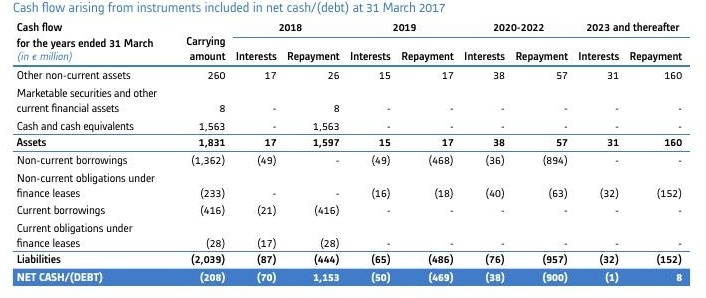 Cash flow arising from instruments included in net cash/(debt) at 31 March 2017
Cash flow 2018 2019 2020-2022 2023 and thereafter
for the years ended 31 March Carrying
(in € million) amount Interests Repayment Interests Repayment Interests Repayment Interests Repayment
Other non-current assets 260 17 26 15 17 38 57 31 160
Marketable securities and other
current financial assets 8 - 8 - - - - - -
Cash and cash equivalents 1,563 - 1,563 - - - - - -
Assets 1,831 17 1,597 15 17 38 57 31 160
Non-current borrowings (1,362) (49) - (49) (468) (36) (894) - -
Non-current obligations under
finance leases (233) - - (16) (18) (40) (63) (32) (152)
Current borrowings (416) (21) (416) - - - - - -
Current obligations under
finance leases (28) (17) (28) - - - - - -
Liabilities (2,039) (87) (444) (65) (486) (76) (957) (32) (152)
NET CASH/(DEBT) (208) (70) 1,153 (50) (469) (38) (900) (1) 8